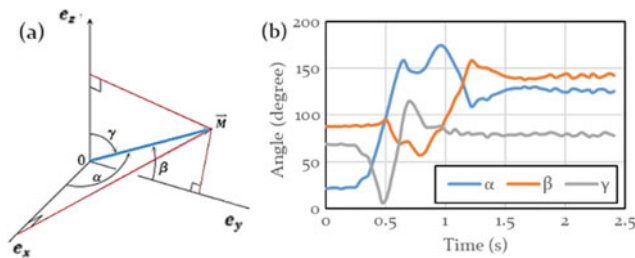 (a)
e_z
γ
M̄
0
α
β
e_y
e_x
(b)
Angle (degree)
200
150
100
50
0
α β γ
0 0.5 1 1.5 2 2.5
Time (s)